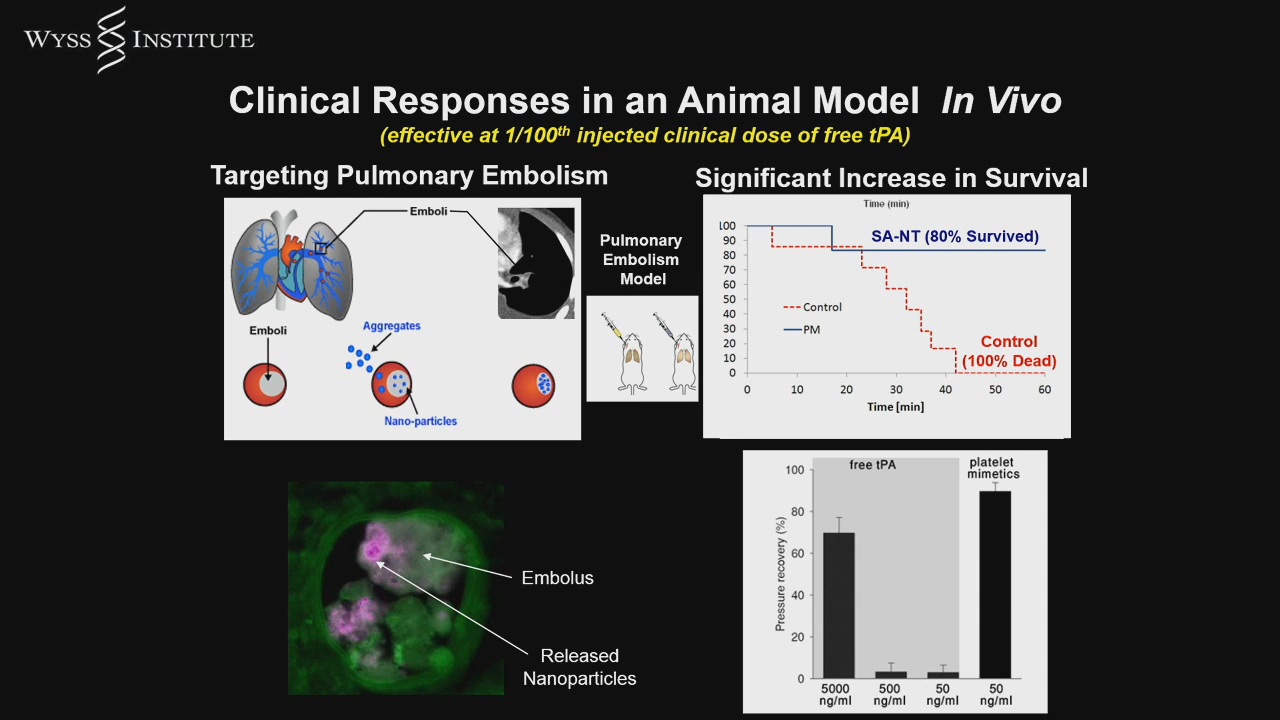 WYSS INSTITUTE
Clinical Responses in an Animal Model In Vivo
(effective at 1/100th injected clinical dose of free tPA)
Targeting Pulmonary Embolism
Emboli
Emboli
Aggregates
Nano-particles
Pulmonary
Embolism
Model
Significant Increase in Survival
Time (min)
100
90
80
70
60
50
40
30
20
10
0
SA-NT (80% Survived)
Control
PM
Control
(100% Dead)
0 10 20 30 40 50 60
Time [min]
Embolus
Released
Nanoparticles
free tPA
platelet
mimetics
Pressure recovery (%)
100
80
60
40
20
0
5000 500 50 50
ng/ml ng/ml ng/ml ng/ml